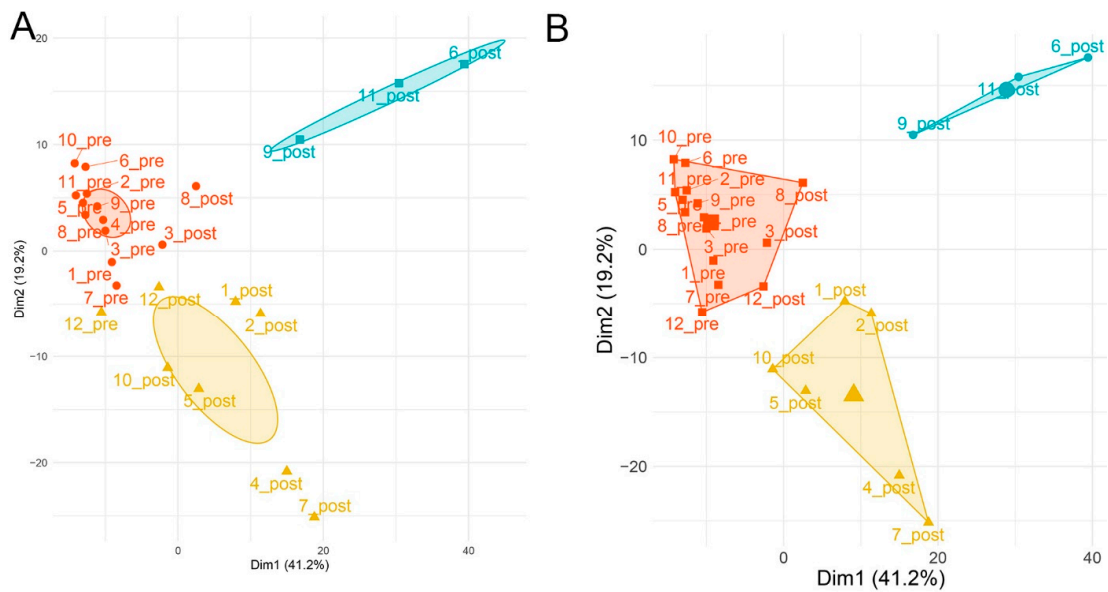 A
20
10
0
−10
−20
0
20
40
Dim2 (19.2%)
Dim1 (41.2%)
6_post
11_post
9_post
10_pre
6_pre
11_pre
2_pre
8_post
5_pre
9_pre
8_pre
4_pre
3_post
3_pre
1_pre
7_pre
12_post
1_post
12_pre
2_post
10_post
5_post
4_post
7_post
B
10
0
−10
−20
0
20
40
Dim2 (19.2%)
Dim1 (41.2%)
6_post
11_post
9_post
10_pre
6_pre
11_pre
2_pre
8_post
5_pre
9_pre
8_pre
_pre
3_post
3_pre
1_pre
7_pre
12_post
1_post
12_pre
2_post
10_post
5_post
4_post
7_post